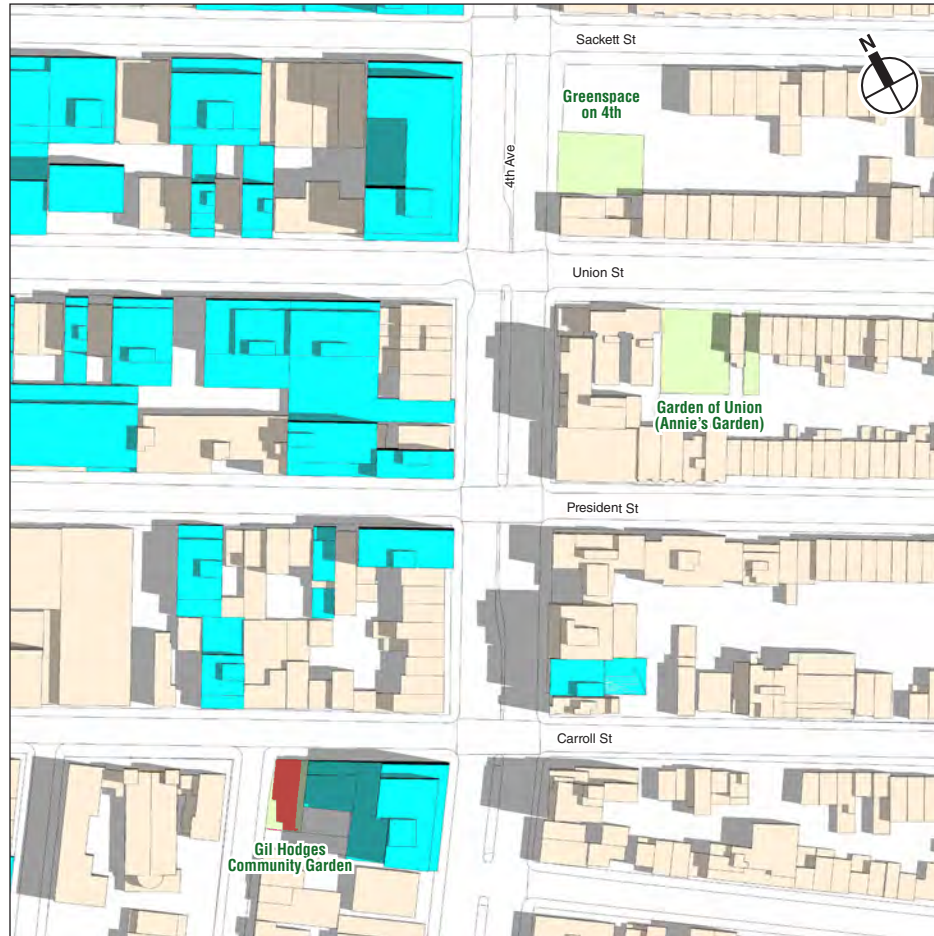 Sackett St
N
Greenspace
on 4th
4th Ave
Union St
Garden of Union
(Annie's Garden)
President St
Carroll St
Gil Hodges
Community Garden